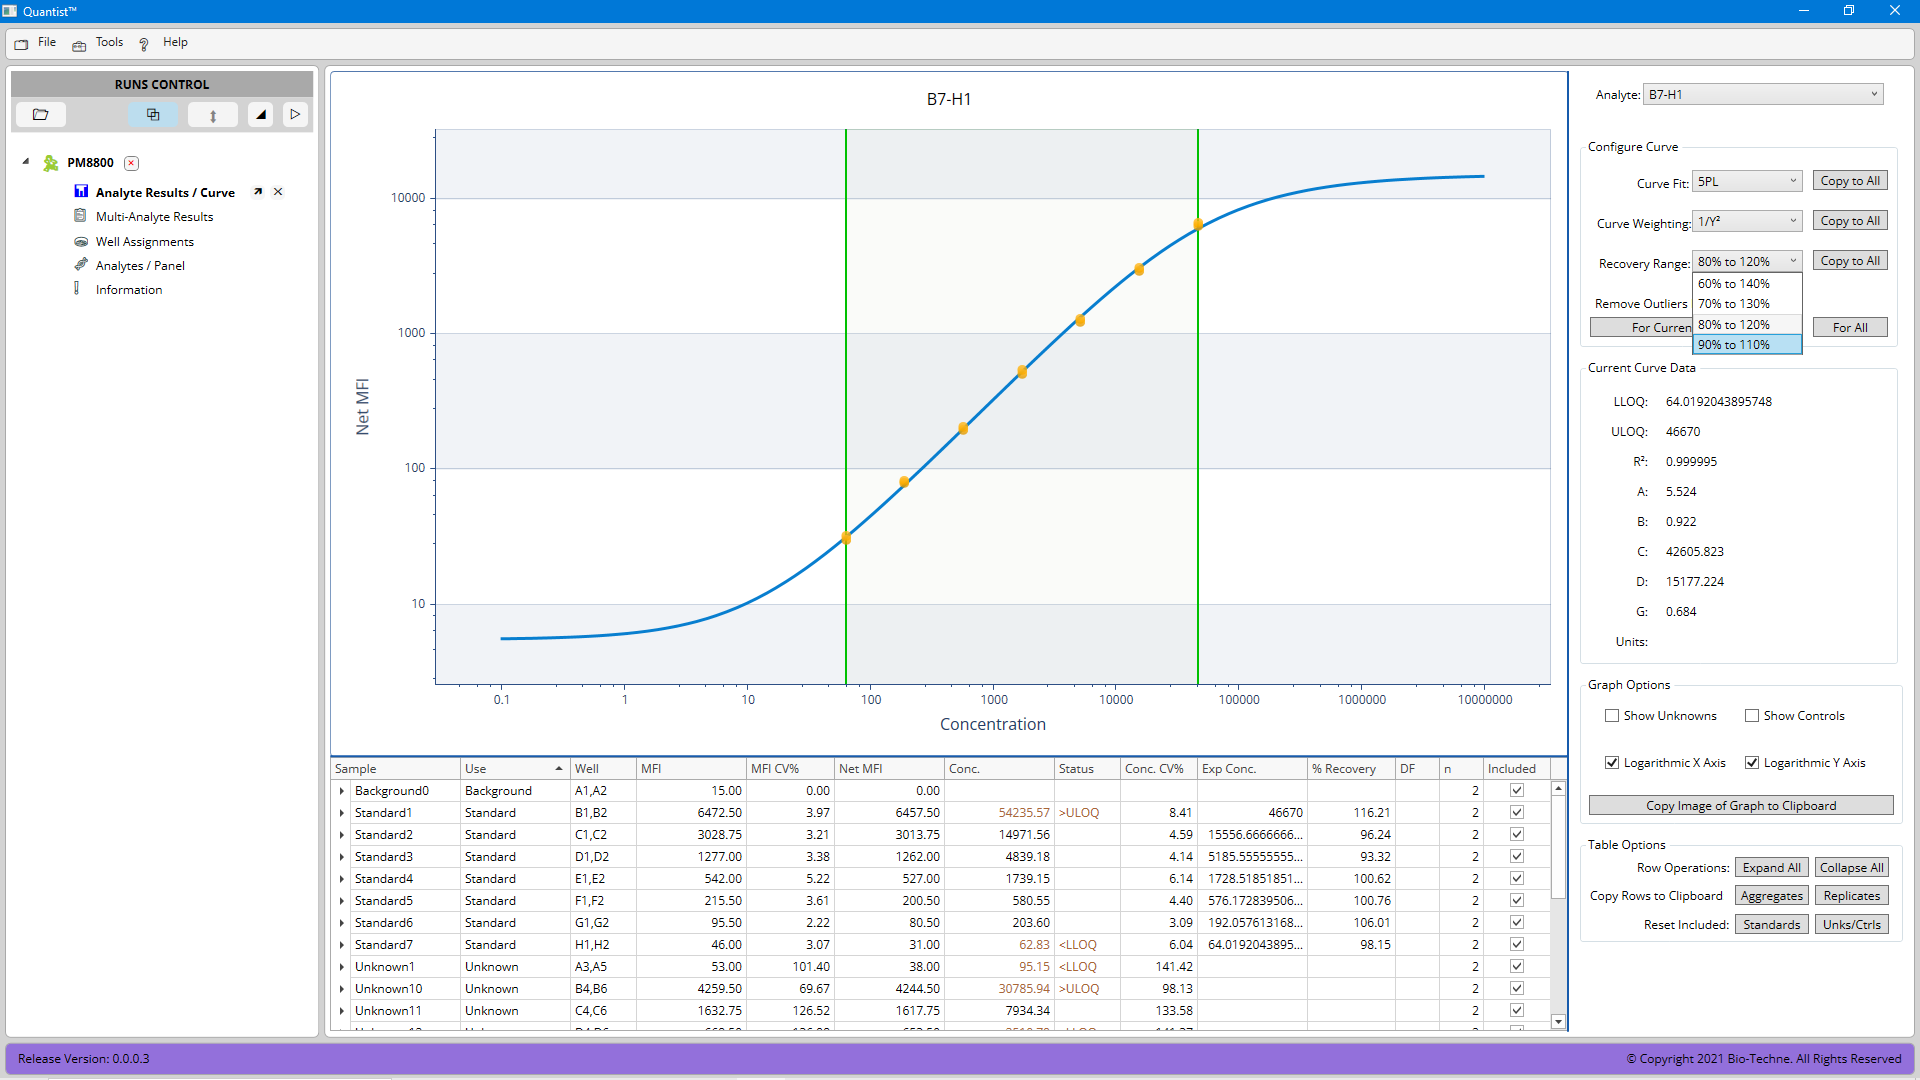 Quantist™
File Tools ? Help
RUNS CONTROL
PM8800
Analyte Results / Curve
Multi-Analyte Results
Well Assignments
Analytes / Panel
Information
B7-H1
Net MFI
10000
1000
100
10
0.1 1 10 100 1000 10000 100000 1000000 10000000
Concentration
Sample Use Well MFI MFI CV% Net MFI Conc. Status Conc. CV% Exp Conc. % Recovery DF n Included
Background0 Background A1,A2 15.00 0.00 0.00 2
Standard1 Standard B1,B2 6472.50 3.97 6457.50 54235.57 >ULOQ 8.41 46670 116.21 2
Standard2 Standard C1,C2 3028.75 3.21 3013.75 14971.56 4.59 15556.6666666... 96.24 2
Standard3 Standard D1,D2 1277.00 3.38 1262.00 4839.18 4.14 5185.55555555... 93.32 2
Standard4 Standard E1,E2 542.00 5.22 527.00 1739.15 6.14 1728.51851851... 100.62 2
Standard5 Standard F1,F2 215.50 3.61 200.50 580.55 4.40 576.172839506... 100.76 2
Standard6 Standard G1,G2 95.50 2.22 80.50 203.60 3.09 192.057613168... 106.01 2
Standard7 Standard H1,H2 46.00 3.07 31.00 62.83 <LLOQ 6.04 64.0192043895... 98.15 2
Unknown1 Unknown A3,A5 53.00 101.40 38.00 95.15 <LLOQ 141.42 2
Unknown10 Unknown B4,B6 4259.50 69.67 4244.50 30785.94 >ULOQ 98.13 2
Unknown11 Unknown C4,C6 1632.75 126.52 1617.75 7934.34 133.58 2
Analyte: B7-H1
Configure Curve
Curve Fit: 5PL Copy to All
Curve Weighting: 1/Y² Copy to All
Recovery Range: 80% to 120% Copy to All
60% to 140%
70% to 130%
80% to 120%
90% to 110%
Remove Outliers
For Curren For All
Current Curve Data
LLOQ: 64.0192043895748
ULOQ: 46670
R²: 0.999995
A: 5.524
B: 0.922
C: 42605.823
D: 15177.224
G: 0.684
Units:
Graph Options
Show Unknowns Show Controls
Logarithmic X Axis Logarithmic Y Axis
Copy Image of Graph to Clipboard
Table Options
Row Operations: Expand All Collapse All
Copy Rows to Clipboard Aggregates Replicates
Reset Included: Standards Unks/Ctrls
Release Version: 0.0.0.3
© Copyright 2021 Bio-Techne. All Rights Reserved